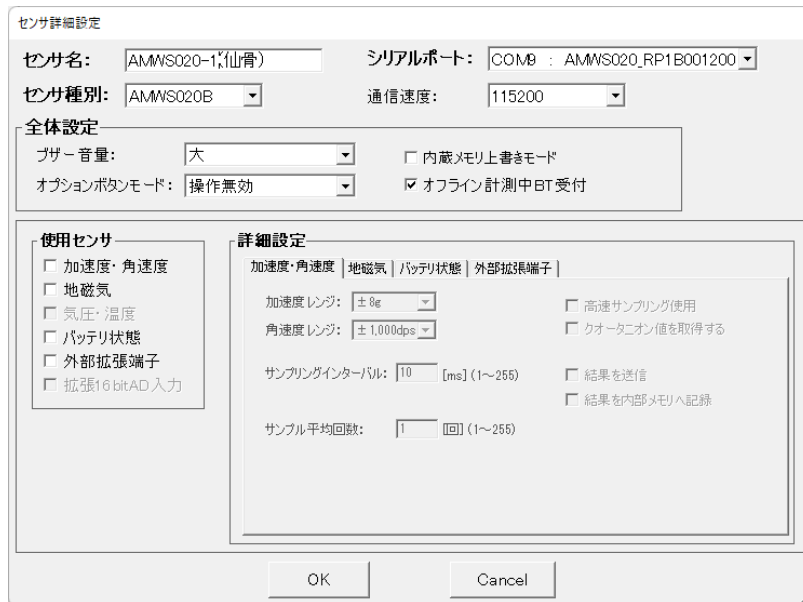 センサ詳細設定
センサ名: AMWS020-1(仙骨) シリアルポート: COM9 : AMWS020_RP1B001200
センサ種別: AMWS020B 通信速度: 115200
全体設定
ブザー音量: 大 内蔵メモリ上書きモード
オプションボタンモード: 操作無効 オフライン計測中BT受付
使用センサ
加速度・角速度
地磁気
気圧・温度
バッテリ状態
外部拡張端子
拡張16bitAD入力
詳細設定
加速度・角速度 地磁気 バッテリ状態 外部拡張端子
加速度レンジ: ±8g 高速サンプリング使用
角速度レンジ: ±1,000dps クオータニオン値を取得する
サンプリングインターバル: 10 [ms] (1～255) 結果を送信
結果を内部メモリへ記録
サンプル平均回数: 1 [回] (1～255)
OK Cancel